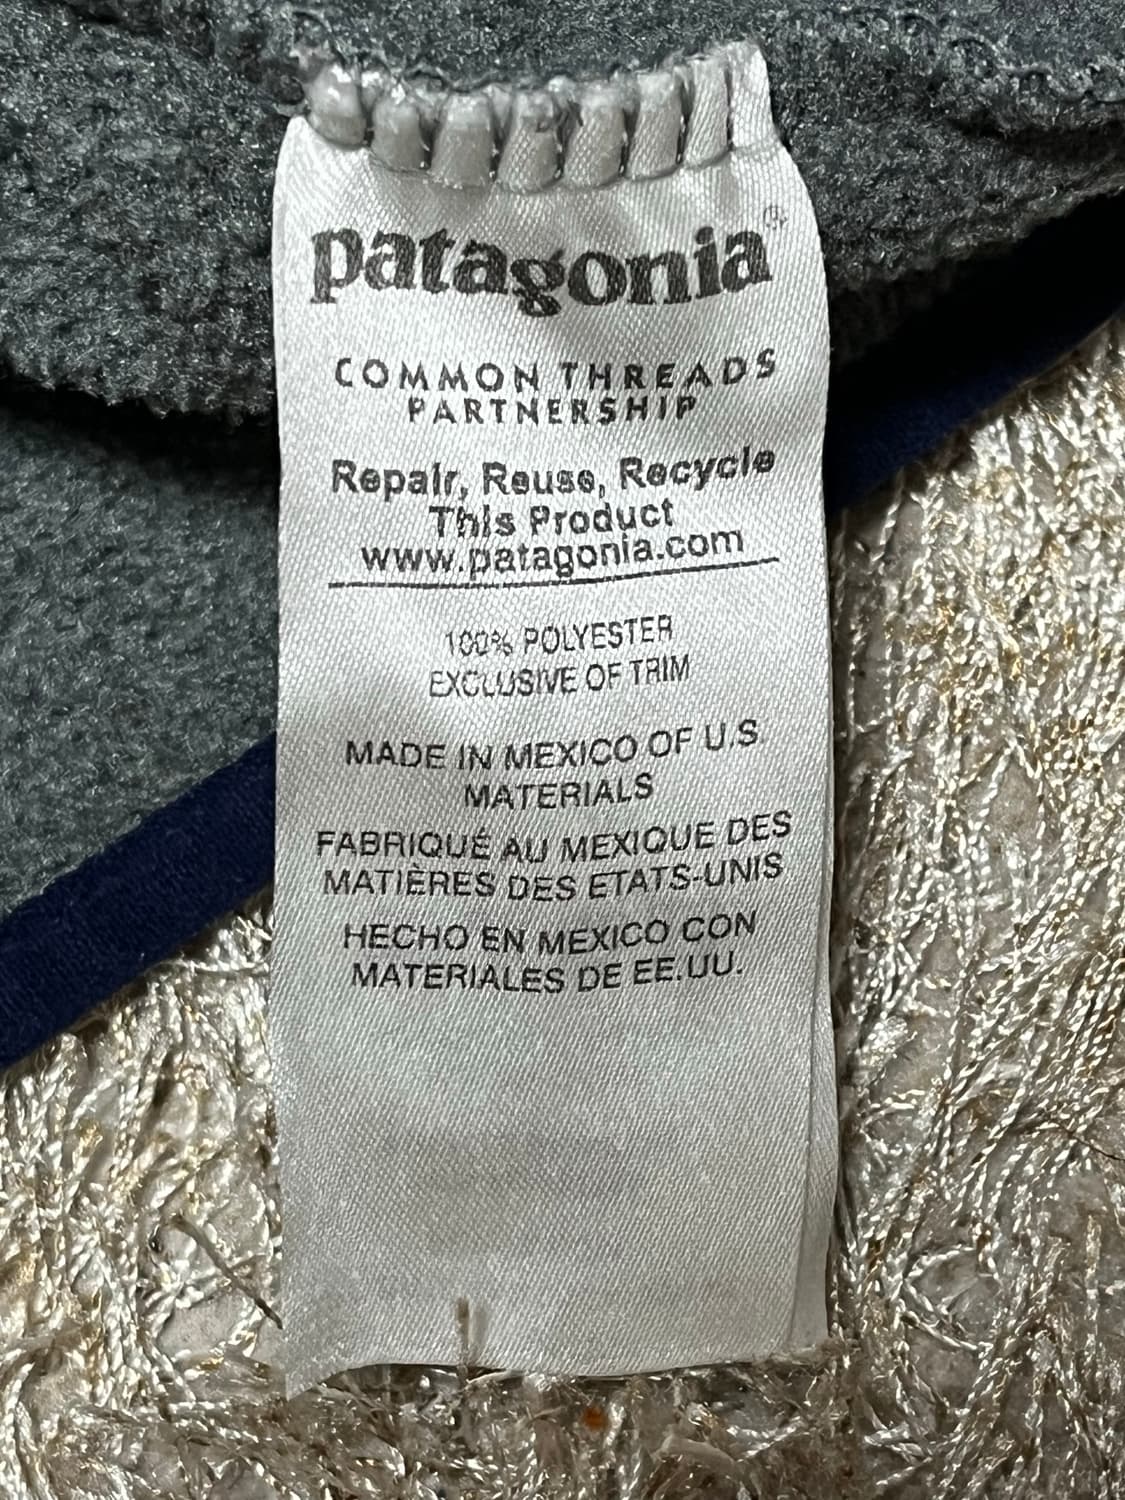 patagonia®
COMMON THREADS
PARTNERSHIP
Repair, Reuse, Recycle
This Product
www.patagonia.com
100% POLYESTER
EXCLUSIVE OF TRIM
MADE IN MEXICO OF U.S.
MATERIALS
FABRIQUÉ AU MEXIQUE DES
MATIÈRES DES ETATS-UNIS
HECHO EN MEXICO CON
MATERIALES DE EE.UU.